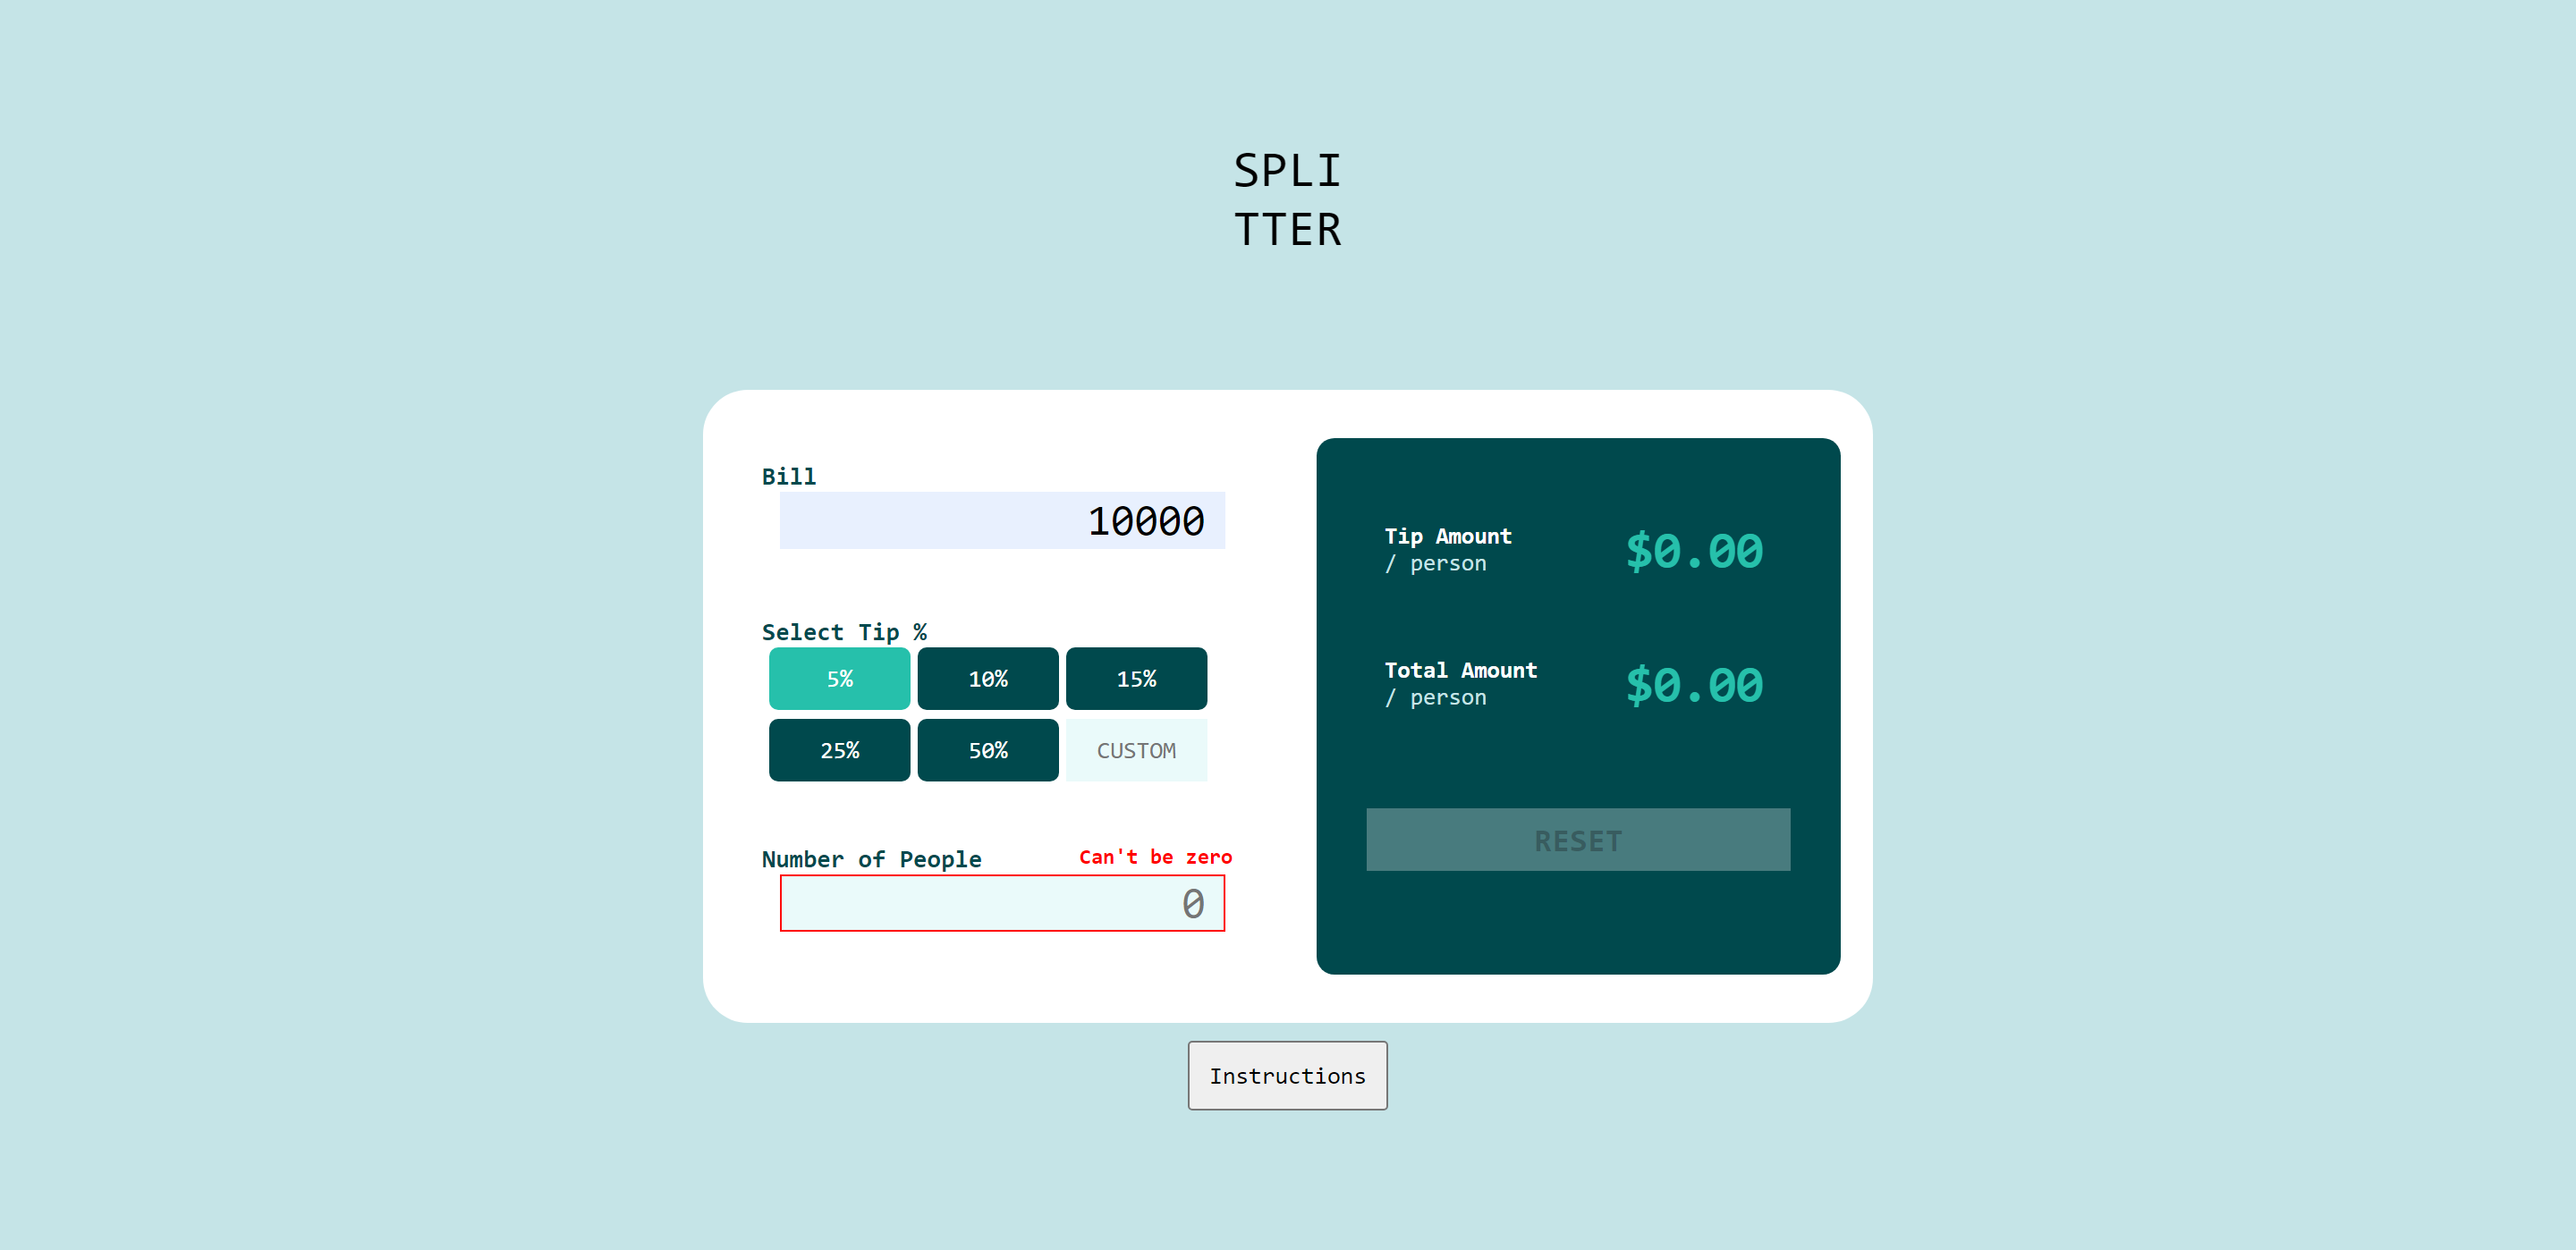 SPLI
TTER
Bill
10000
Select Tip %
5% 10% 15%
25% 50% CUSTOM
Number of People Can't be zero
0
Tip Amount $0.00
/ person
Total Amount $0.00
/ person
RESET
Instructions